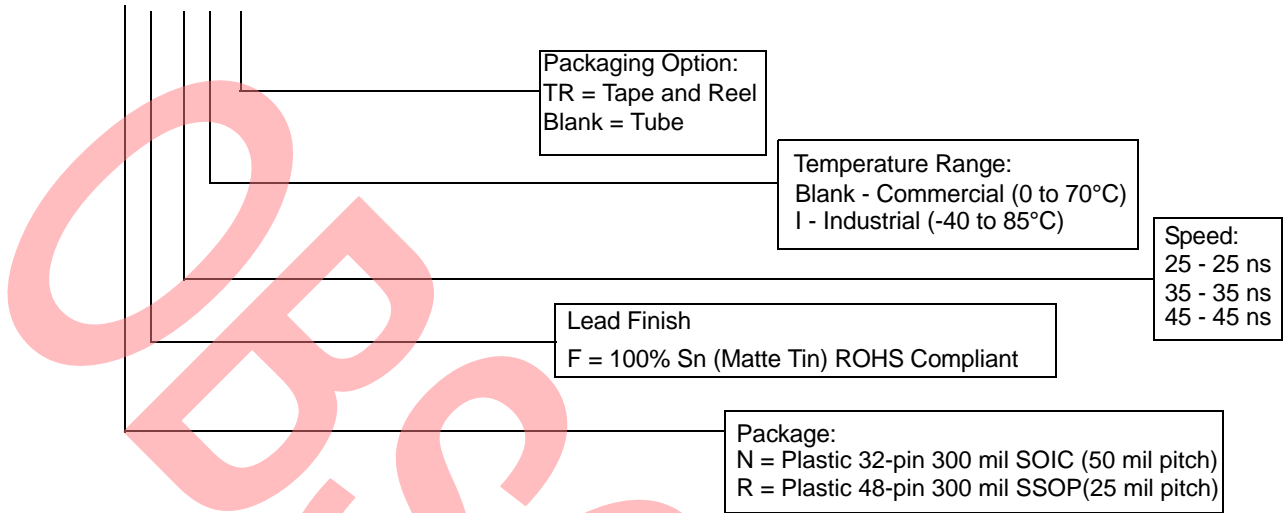 Packaging Option:
TR = Tape and Reel
Blank = Tube
Temperature Range:
Blank - Commercial (0 to 70°C)
I - Industrial (-40 to 85°C)
Speed:
25 - 25 ns
35 - 35 ns
45 - 45 ns
Lead Finish
F = 100% Sn (Matte Tin) ROHS Compliant
Package:
N = Plastic 32-pin 300 mil SOIC (50 mil pitch)
R = Plastic 48-pin 300 mil SSOP(25 mil pitch)